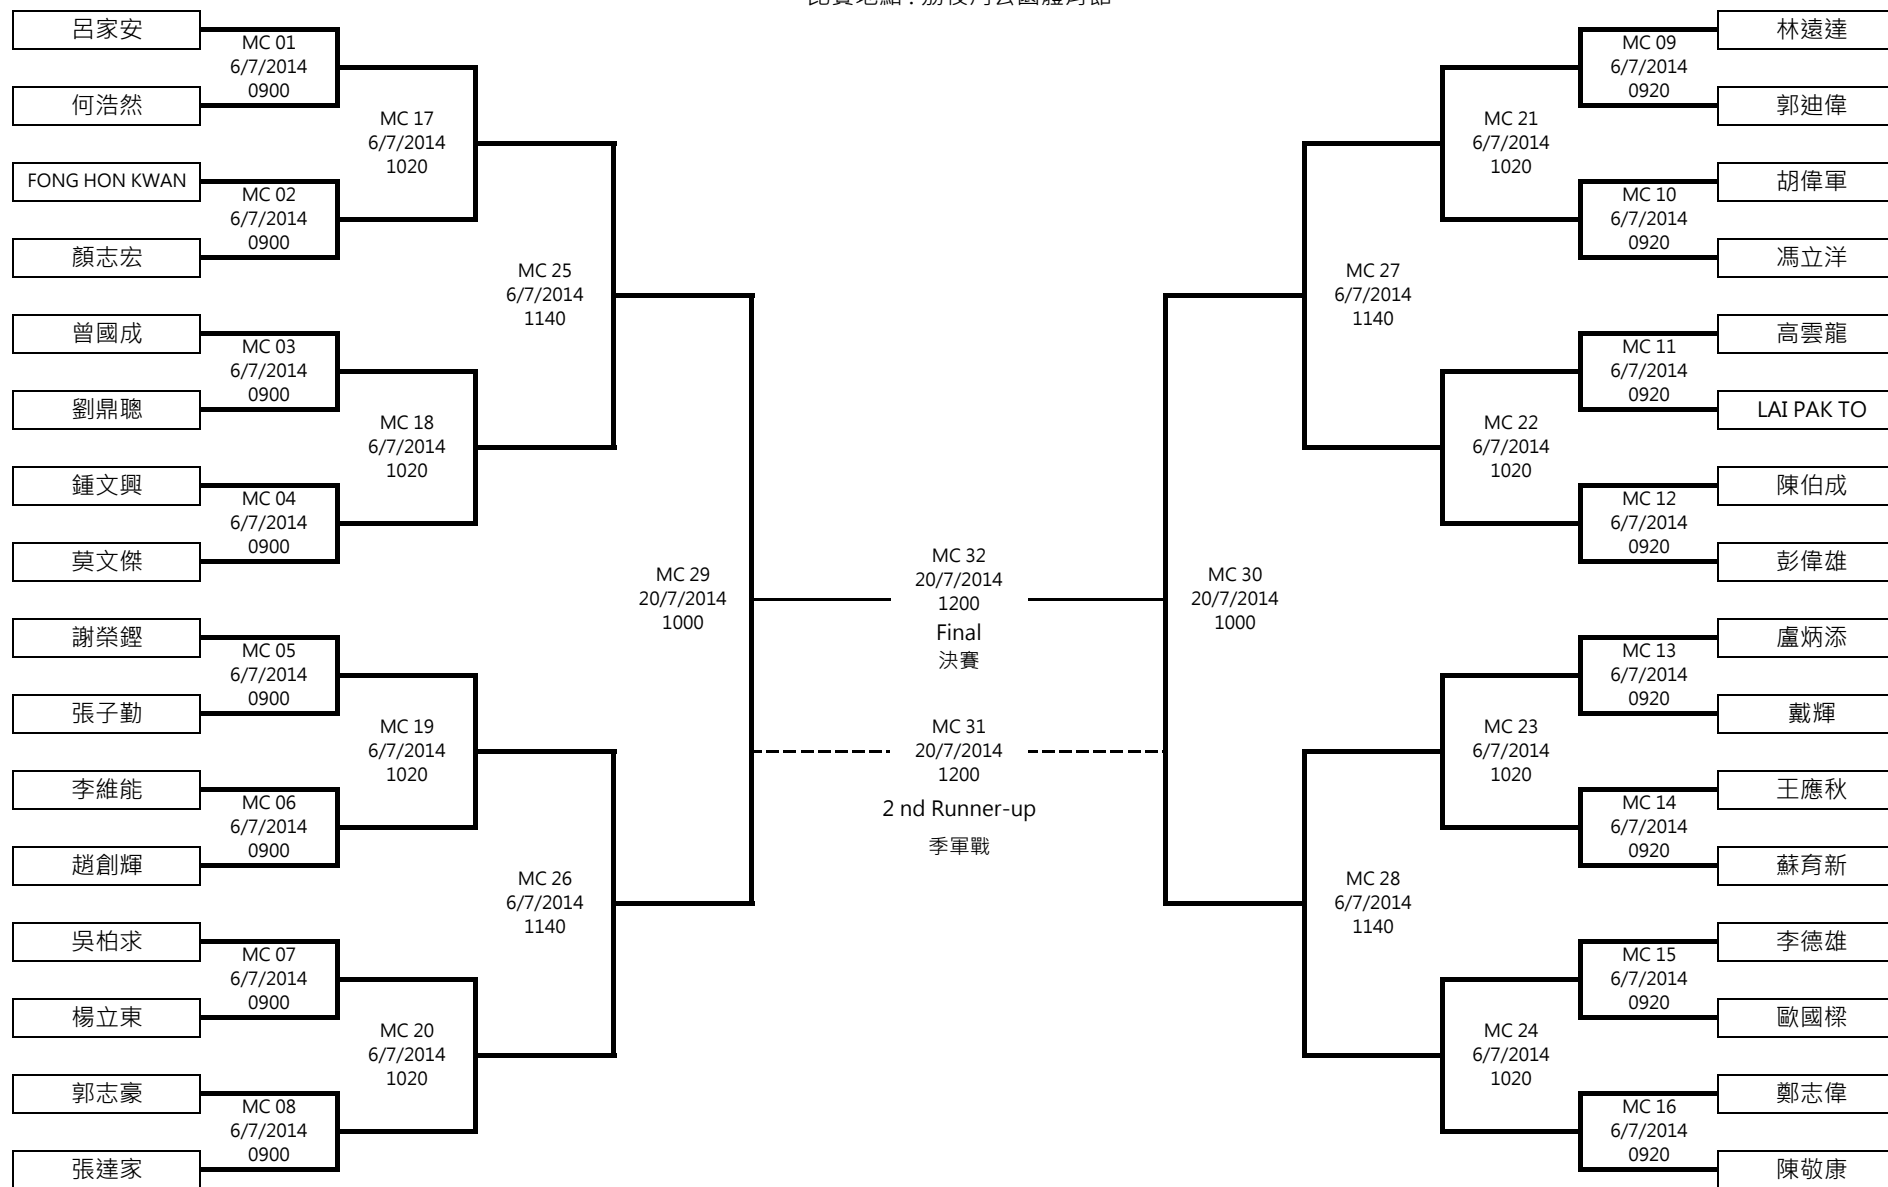 比賽地點 : 荔枝角公園體育館
呂家安
MC 01
6/7/2014
0900
何浩然
MC 17
6/7/2014
1020
FONG HON KWAN
MC 02
6/7/2014
0900
顏志宏
MC 25
6/7/2014
1140
曾國成
MC 03
6/7/2014
0900
劉鼎聰
MC 18
6/7/2014
1020
鍾文興
MC 04
6/7/2014
0900
莫文傑
MC 29
20/7/2014
1000
謝榮鏗
MC 05
6/7/2014
0900
張子勤
MC 19
6/7/2014
1020
李維能
MC 06
6/7/2014
0900
趙創輝
MC 26
6/7/2014
1140
吳柏求
MC 07
6/7/2014
0900
楊立東
MC 20
6/7/2014
1020
郭志豪
MC 08
6/7/2014
0900
張達家
MC 32
20/7/2014
1200
Final
決賽
MC 31
20/7/2014
1200
2 nd Runner-up
季軍戰
林遠達
MC 09
6/7/2014
0920
郭迪偉
MC 21
6/7/2014
1020
胡偉軍
MC 10
6/7/2014
0920
馮立洋
MC 27
6/7/2014
1140
高雲龍
MC 11
6/7/2014
0920
LAI PAK TO
MC 22
6/7/2014
1020
陳伯成
MC 12
6/7/2014
0920
彭偉雄
MC 30
20/7/2014
1000
盧炳添
MC 13
6/7/2014
0920
戴輝
MC 23
6/7/2014
1020
王應秋
MC 14
6/7/2014
0920
蘇育新
MC 28
6/7/2014
1140
李德雄
MC 15
6/7/2014
0920
歐國樑
MC 24
6/7/2014
1020
鄭志偉
MC 16
6/7/2014
0920
陳敬康